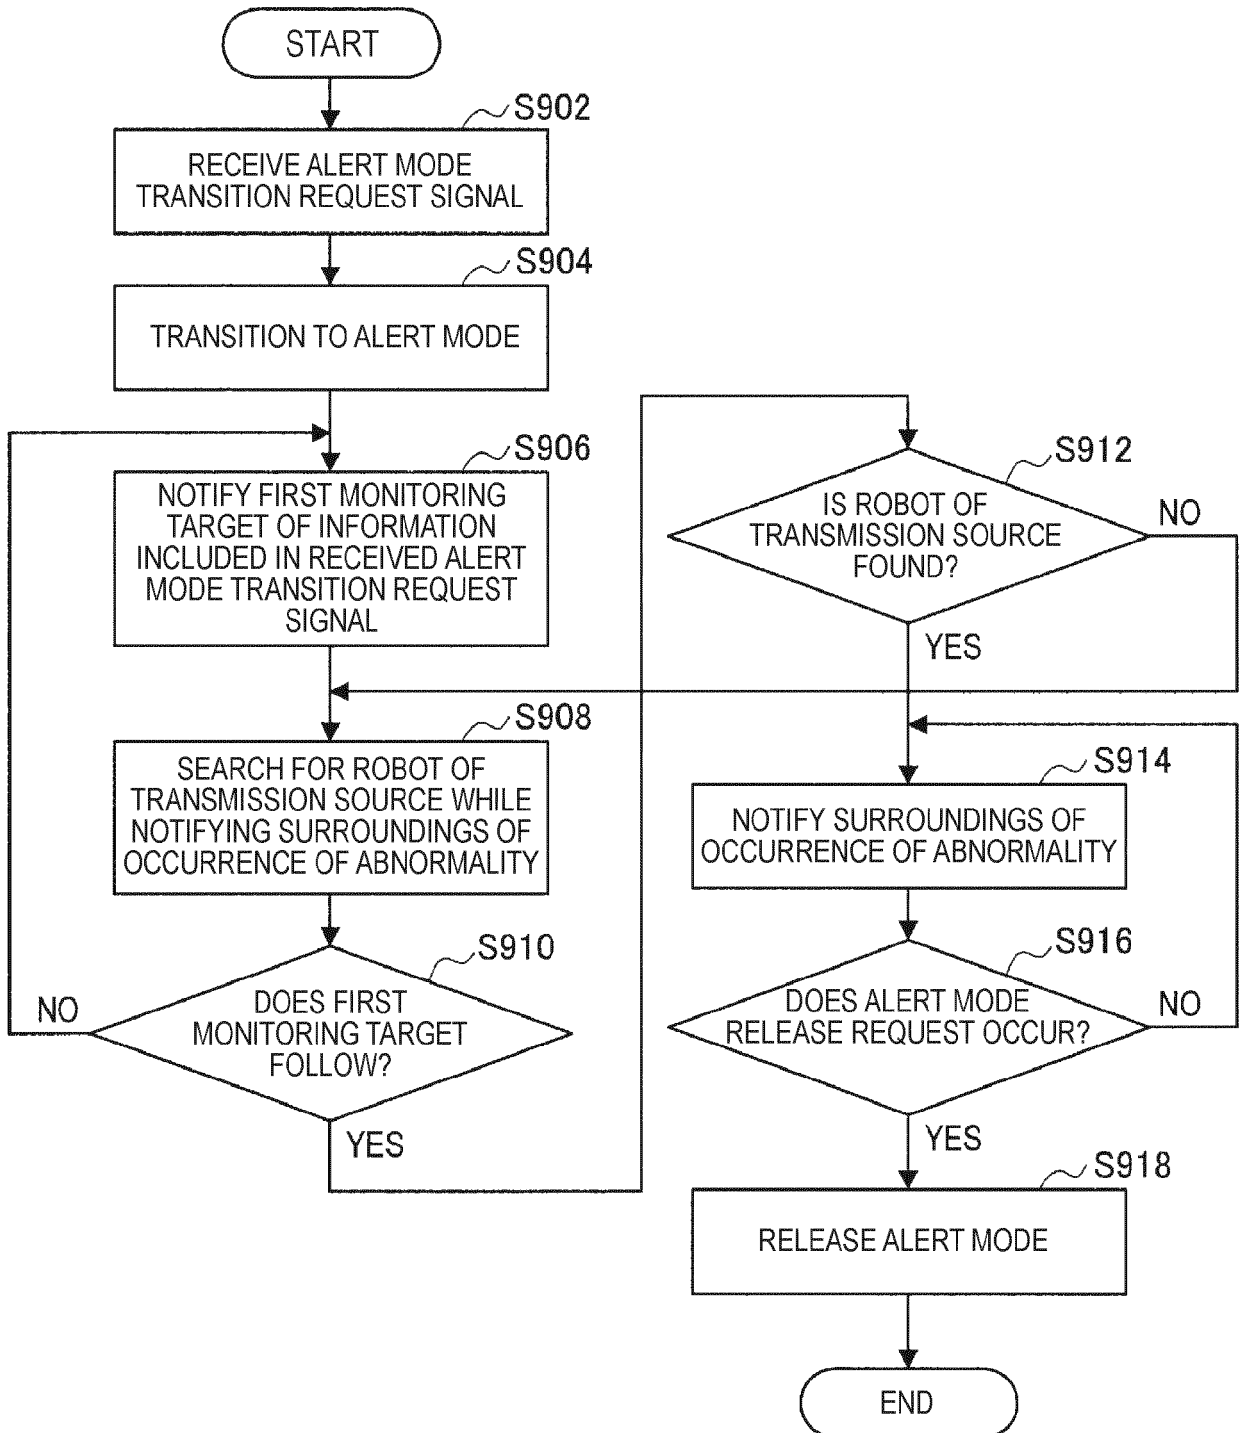 START
S902
RECEIVE ALERT MODE
TRANSITION REQUEST SIGNAL
S904
TRANSITION TO ALERT MODE
S906
NOTIFY FIRST MONITORING
TARGET OF INFORMATION
INCLUDED IN RECEIVED ALERT
MODE TRANSITION REQUEST
SIGNAL
S908
SEARCH FOR ROBOT OF
TRANSMISSION SOURCE WHILE
NOTIFYING SURROUNDINGS OF
OCCURRENCE OF ABNORMALITY
S910
DOES FIRST
MONITORING TARGET
FOLLOW?
NO
YES
S912
IS ROBOT OF
TRANSMISSION SOURCE
FOUND?
NO
YES
S914
NOTIFY SURROUNDINGS OF
OCCURRENCE OF ABNORMALITY
S916
DOES ALERT MODE
RELEASE REQUEST OCCUR?
NO
YES
S918
RELEASE ALERT MODE
END